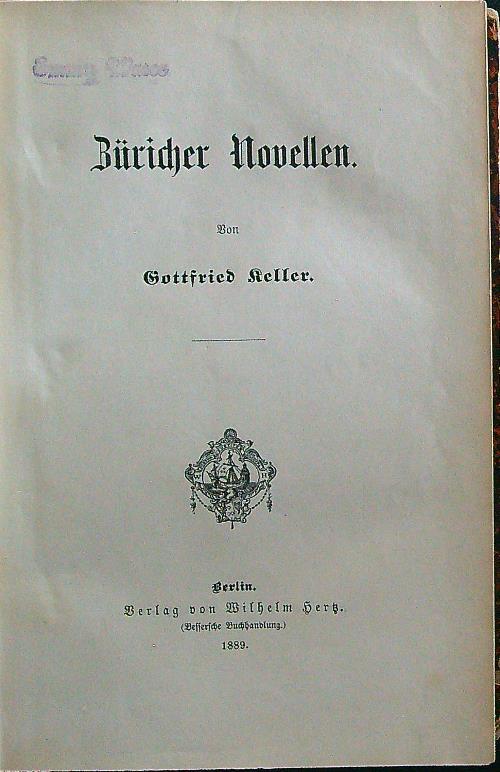 Züricher Novellen.
Von
Gottfried Keller.
Berlin.
Verlag von Wilhelm Hertz.
(Bessersche Buchhandlung.)
1889.